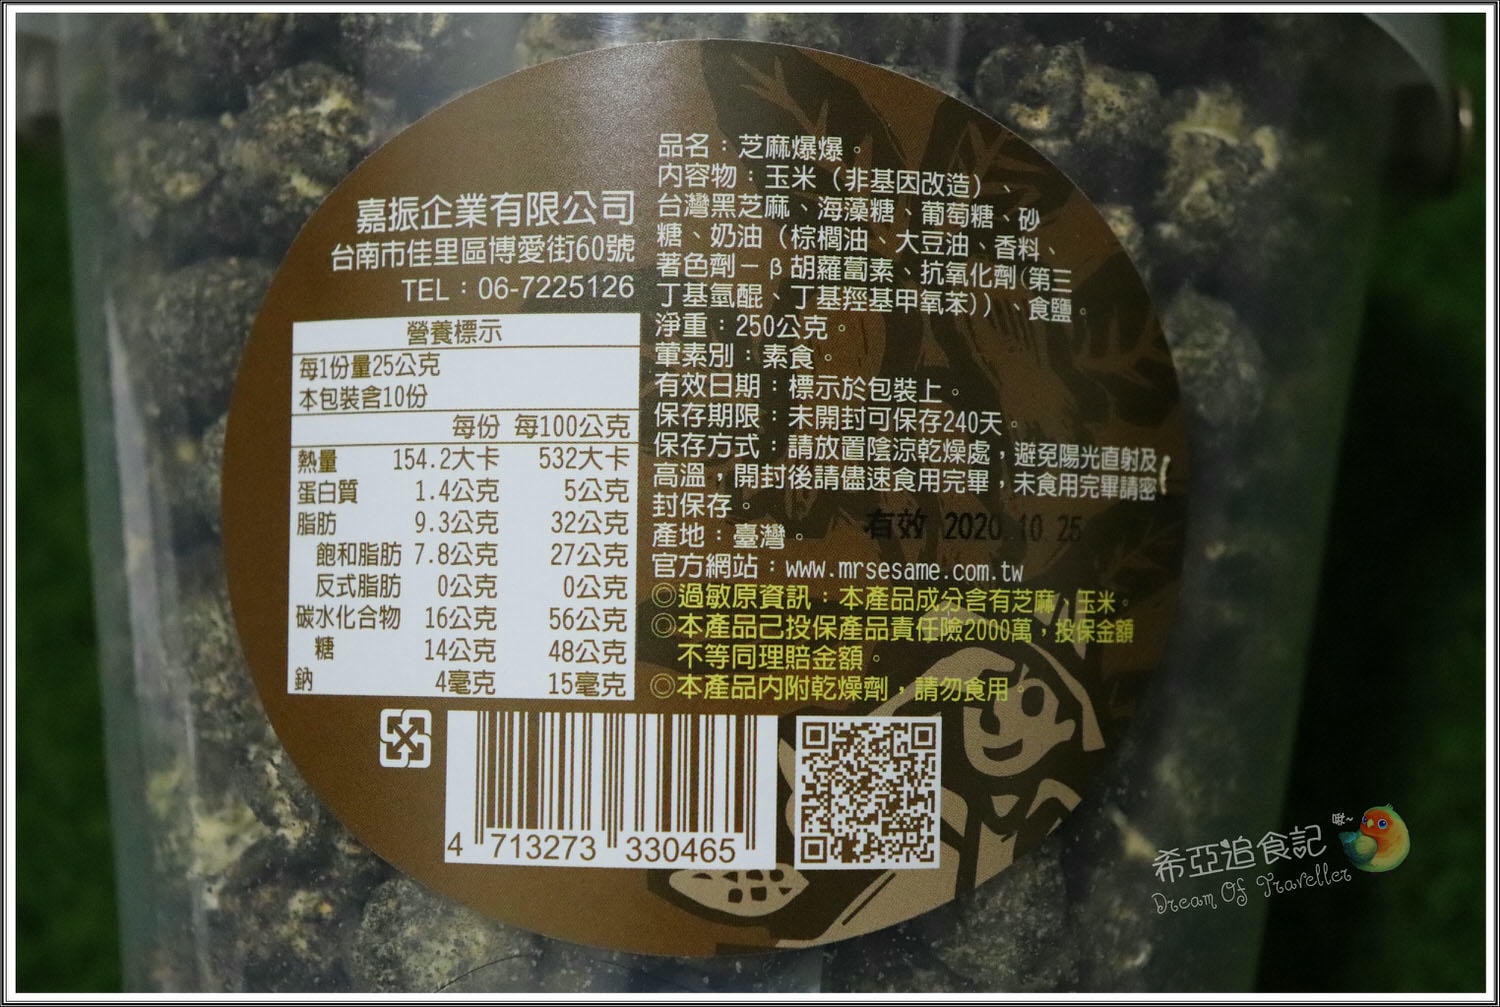 嘉振企業有限公司
台南市佳里區博愛街60號
TEL：06-7225126
營養標示
每1份量25公克
本包裝含10份
每份 每100公克
熱量 154.2大卡 532大卡
蛋白質 1.4公克 5公克
脂肪 9.3公克 32公克
飽和脂肪 7.8公克 27公克
反式脂肪 0公克 0公克
碳水化合物 16公克 56公克
糖 14公克 48公克
鈉 4毫克 15毫克
品名：芝麻爆爆。
內容物：玉米（非基因改造）、
台灣黑芝麻、海藻糖、葡萄糖、砂
糖、奶油（棕櫚油、大豆油、香料、
著色劑－β胡蘿蔔素、抗氧化劑(第三
丁基氫醌、丁基羥基甲氧苯)）、食鹽。
淨重：250公克。
葷素別：素食。
有效日期：標示於包裝上。
保存期限：未開封可保存240天。
保存方式：請放置陰涼乾燥處，避免陽光直射及
高溫，開封後請儘速食用完畢，未食用完畢請密
封保存。
有效 2020 10 25
產地：臺灣。
官方網站：www.mrsesame.com.tw
◎過敏原資訊：本產品成分含有芝麻、玉米。
◎本產品已投保產品責任險2000萬，投保金額
不等同理賠金額。
◎本產品內附乾燥劑，請勿食用。
4 713273 330465
希亞追食記
Dream Of Traveller